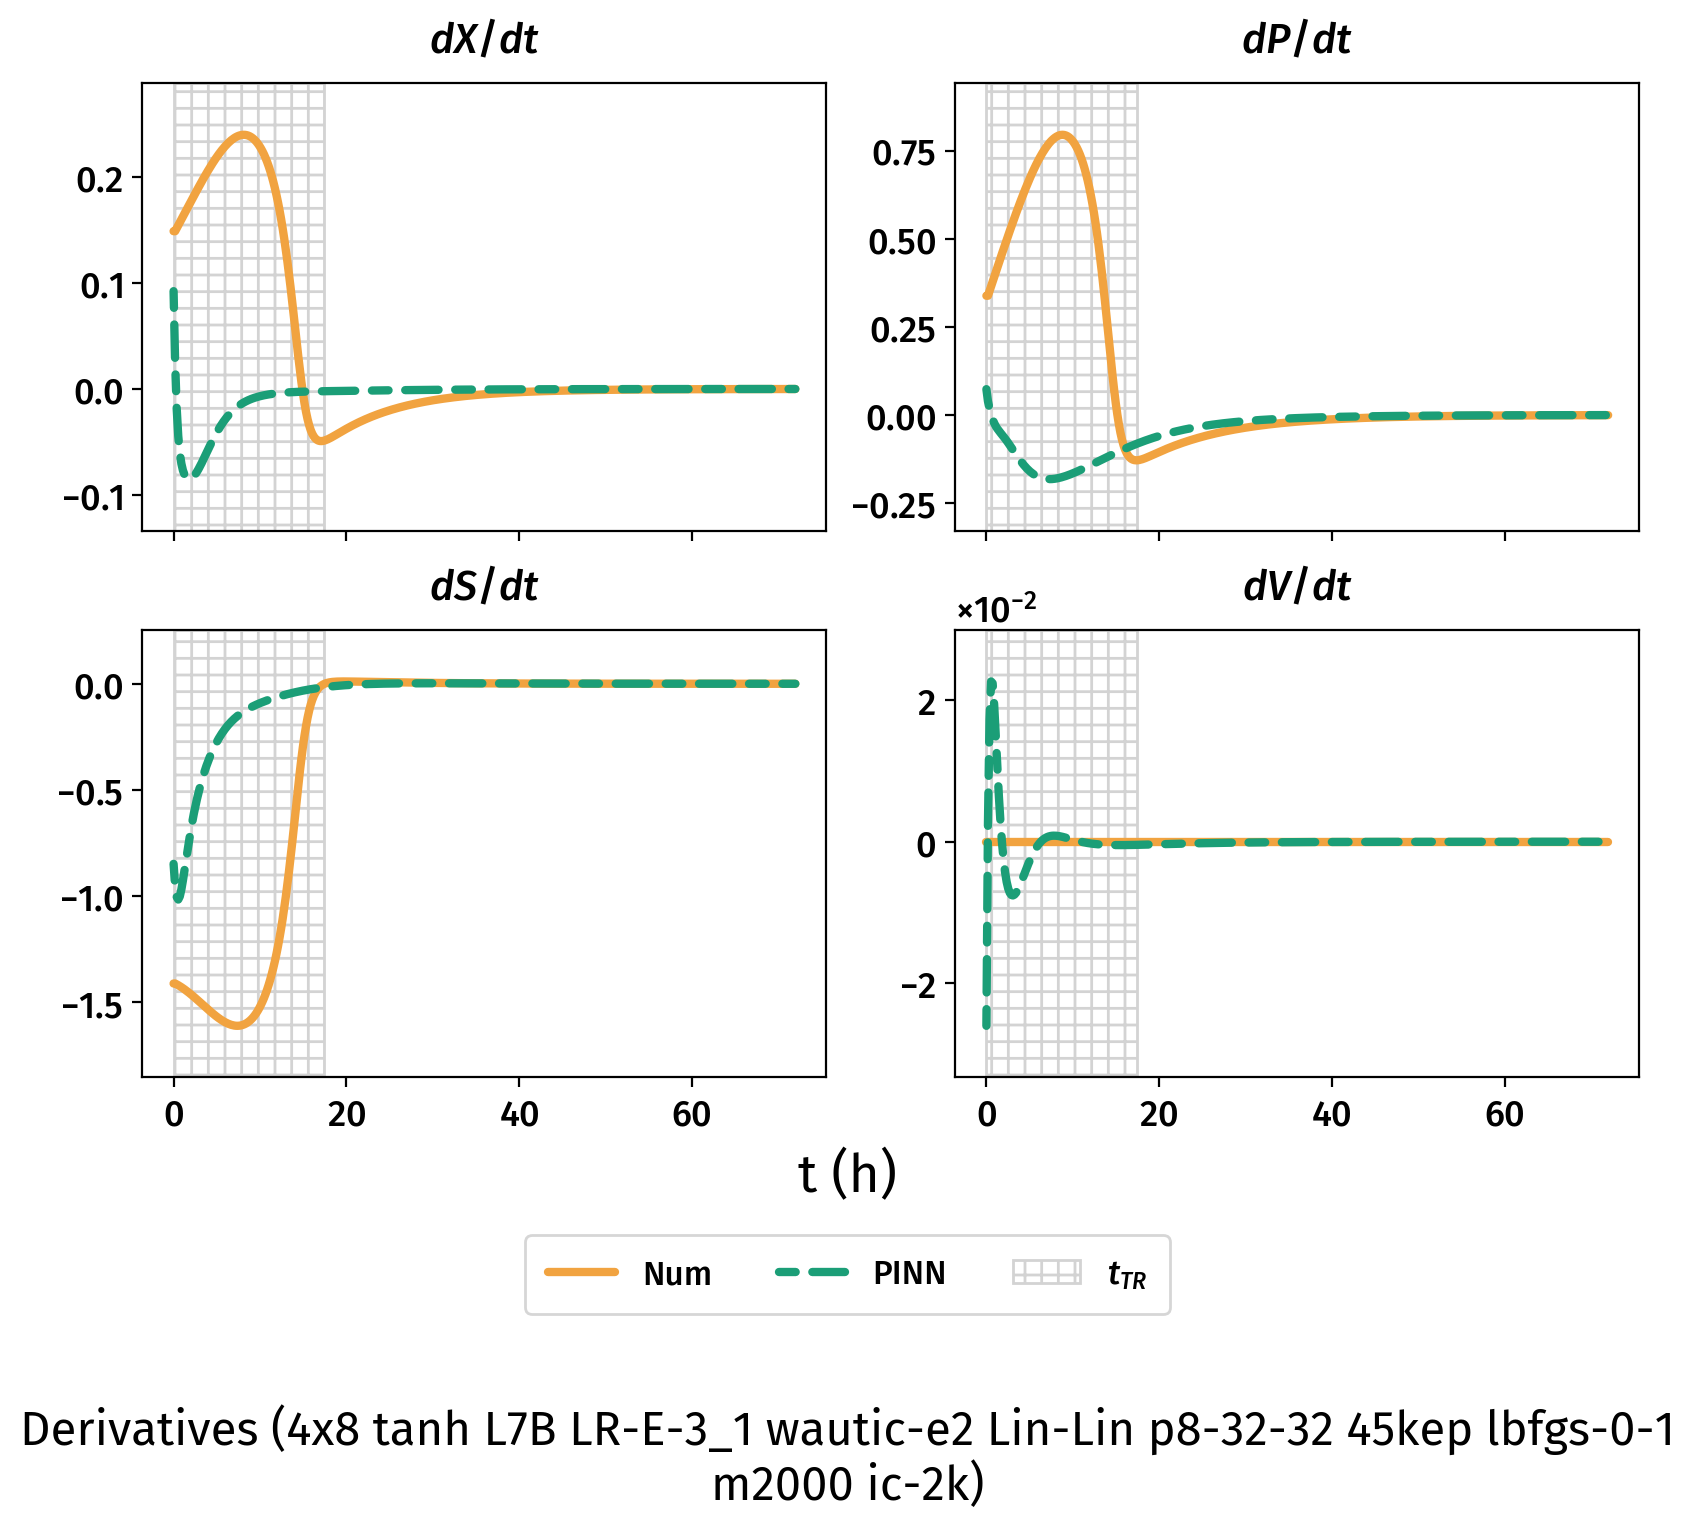 dX/dt
dP/dt
0.2
0.1
0.0
−0.1
0.75
0.50
0.25
0.00
−0.25
dS/dt
dV/dt
×10⁻²
0.0
−0.5
−1.0
−1.5
2
0
−2
0 20 40 60
0 20 40 60
t (h)
Num PINN t_TR
Derivatives (4x8 tanh L7B LR-E-3_1 wautic-e2 Lin-Lin p8-32-32 45kep lbfgs-0-1
m2000 ic-2k)